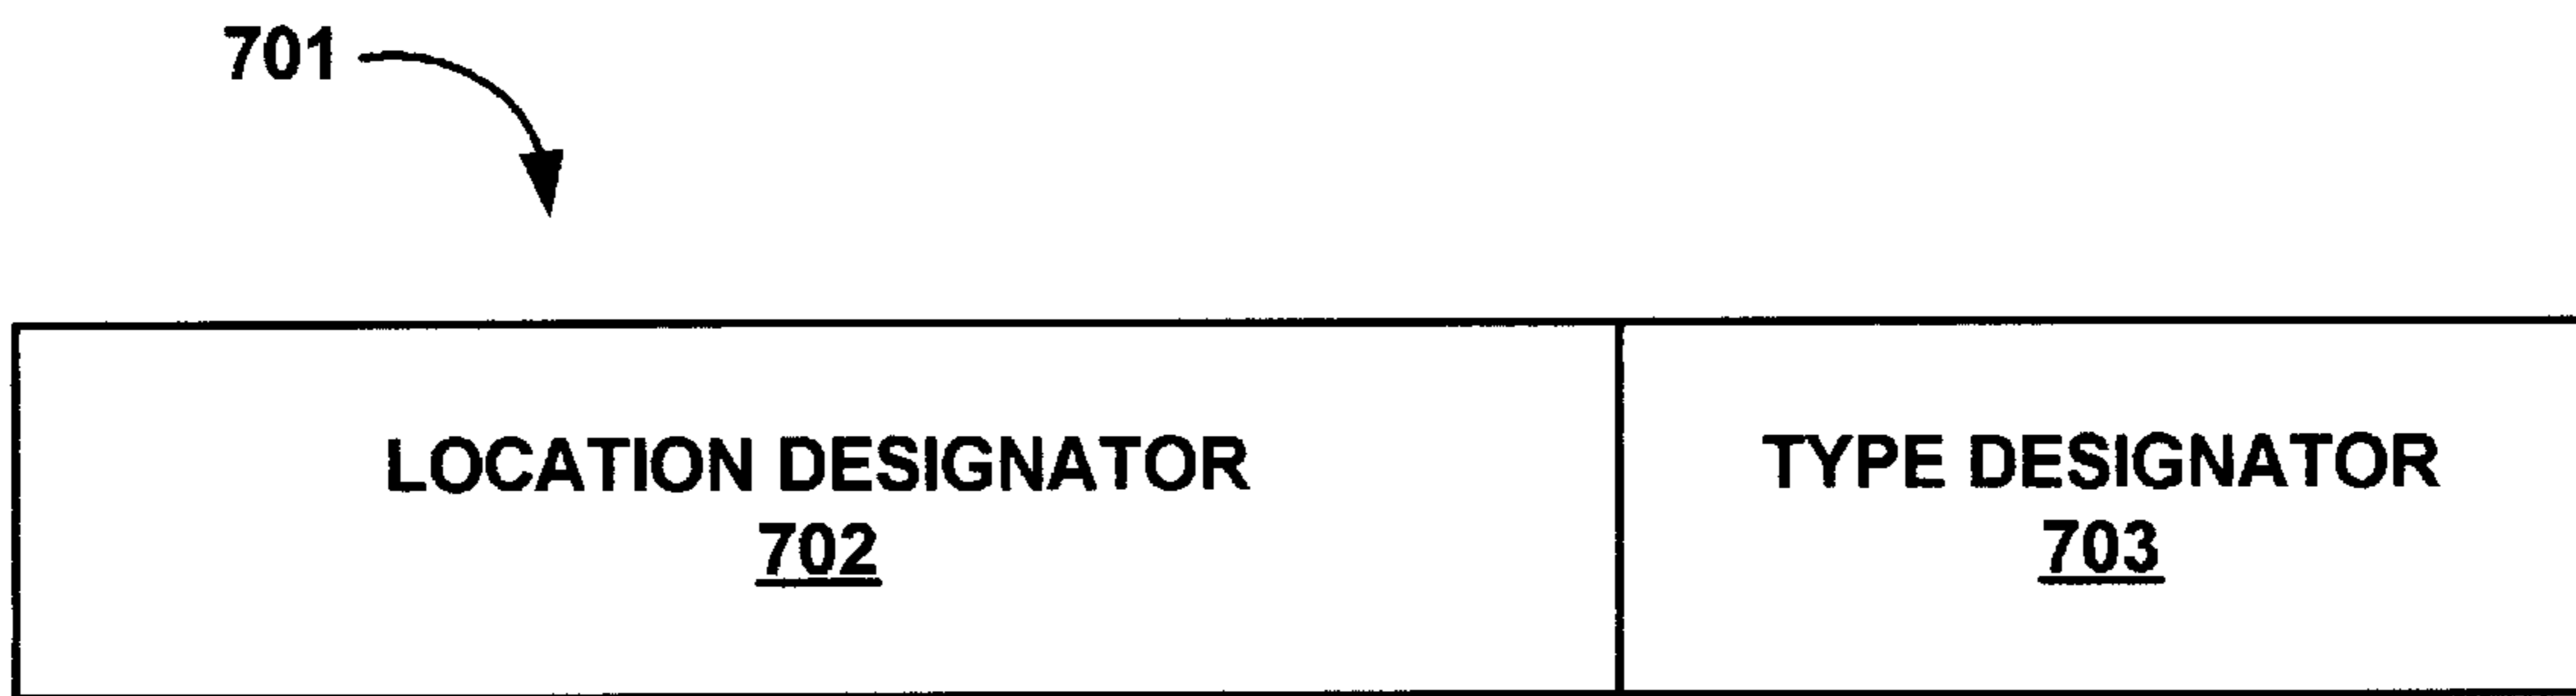 701
LOCATION DESIGNATOR
702
TYPE DESIGNATOR
703